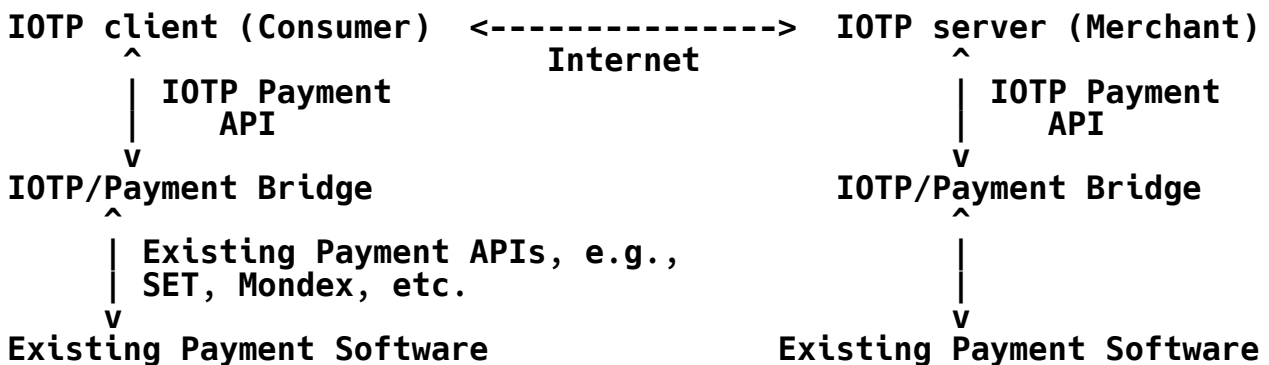 IOTP client (Consumer)  <--------------->  IOTP server (Merchant)
       ^                      Internet              ^
       | IOTP Payment                               | IOTP Payment
       |    API                                     |    API
       v                                            v
IOTP/Payment Bridge                          IOTP/Payment Bridge
      ^                                             ^
      | Existing Payment APIs, e.g.,                |
      | SET, Mondex, etc.                           |
      v                                             v
Existing Payment Software                 Existing Payment Software